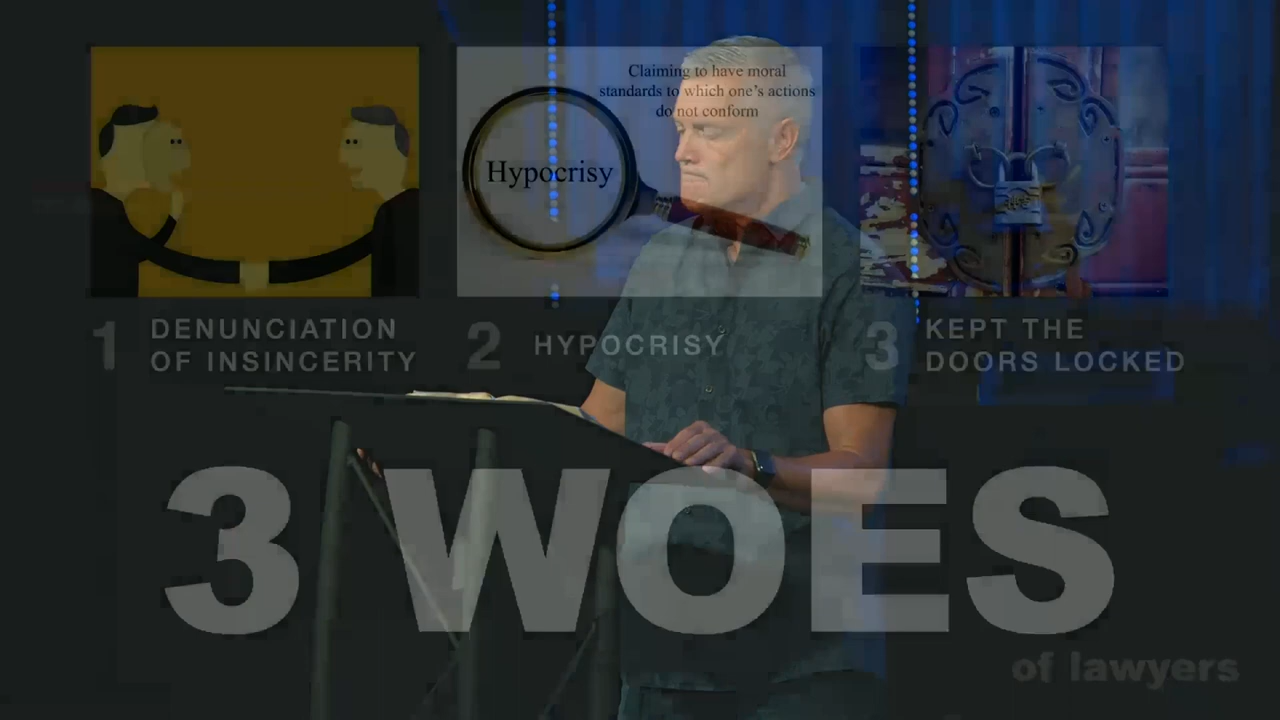 Claiming to have moral
standards to which one's actions
do not conform
Hypocrisy
1 DENUNCIATION
OF INSINCERITY
2 HYPOCRISY
3 KEPT THE
DOORS LOCKED
3 WOES
of lawyers